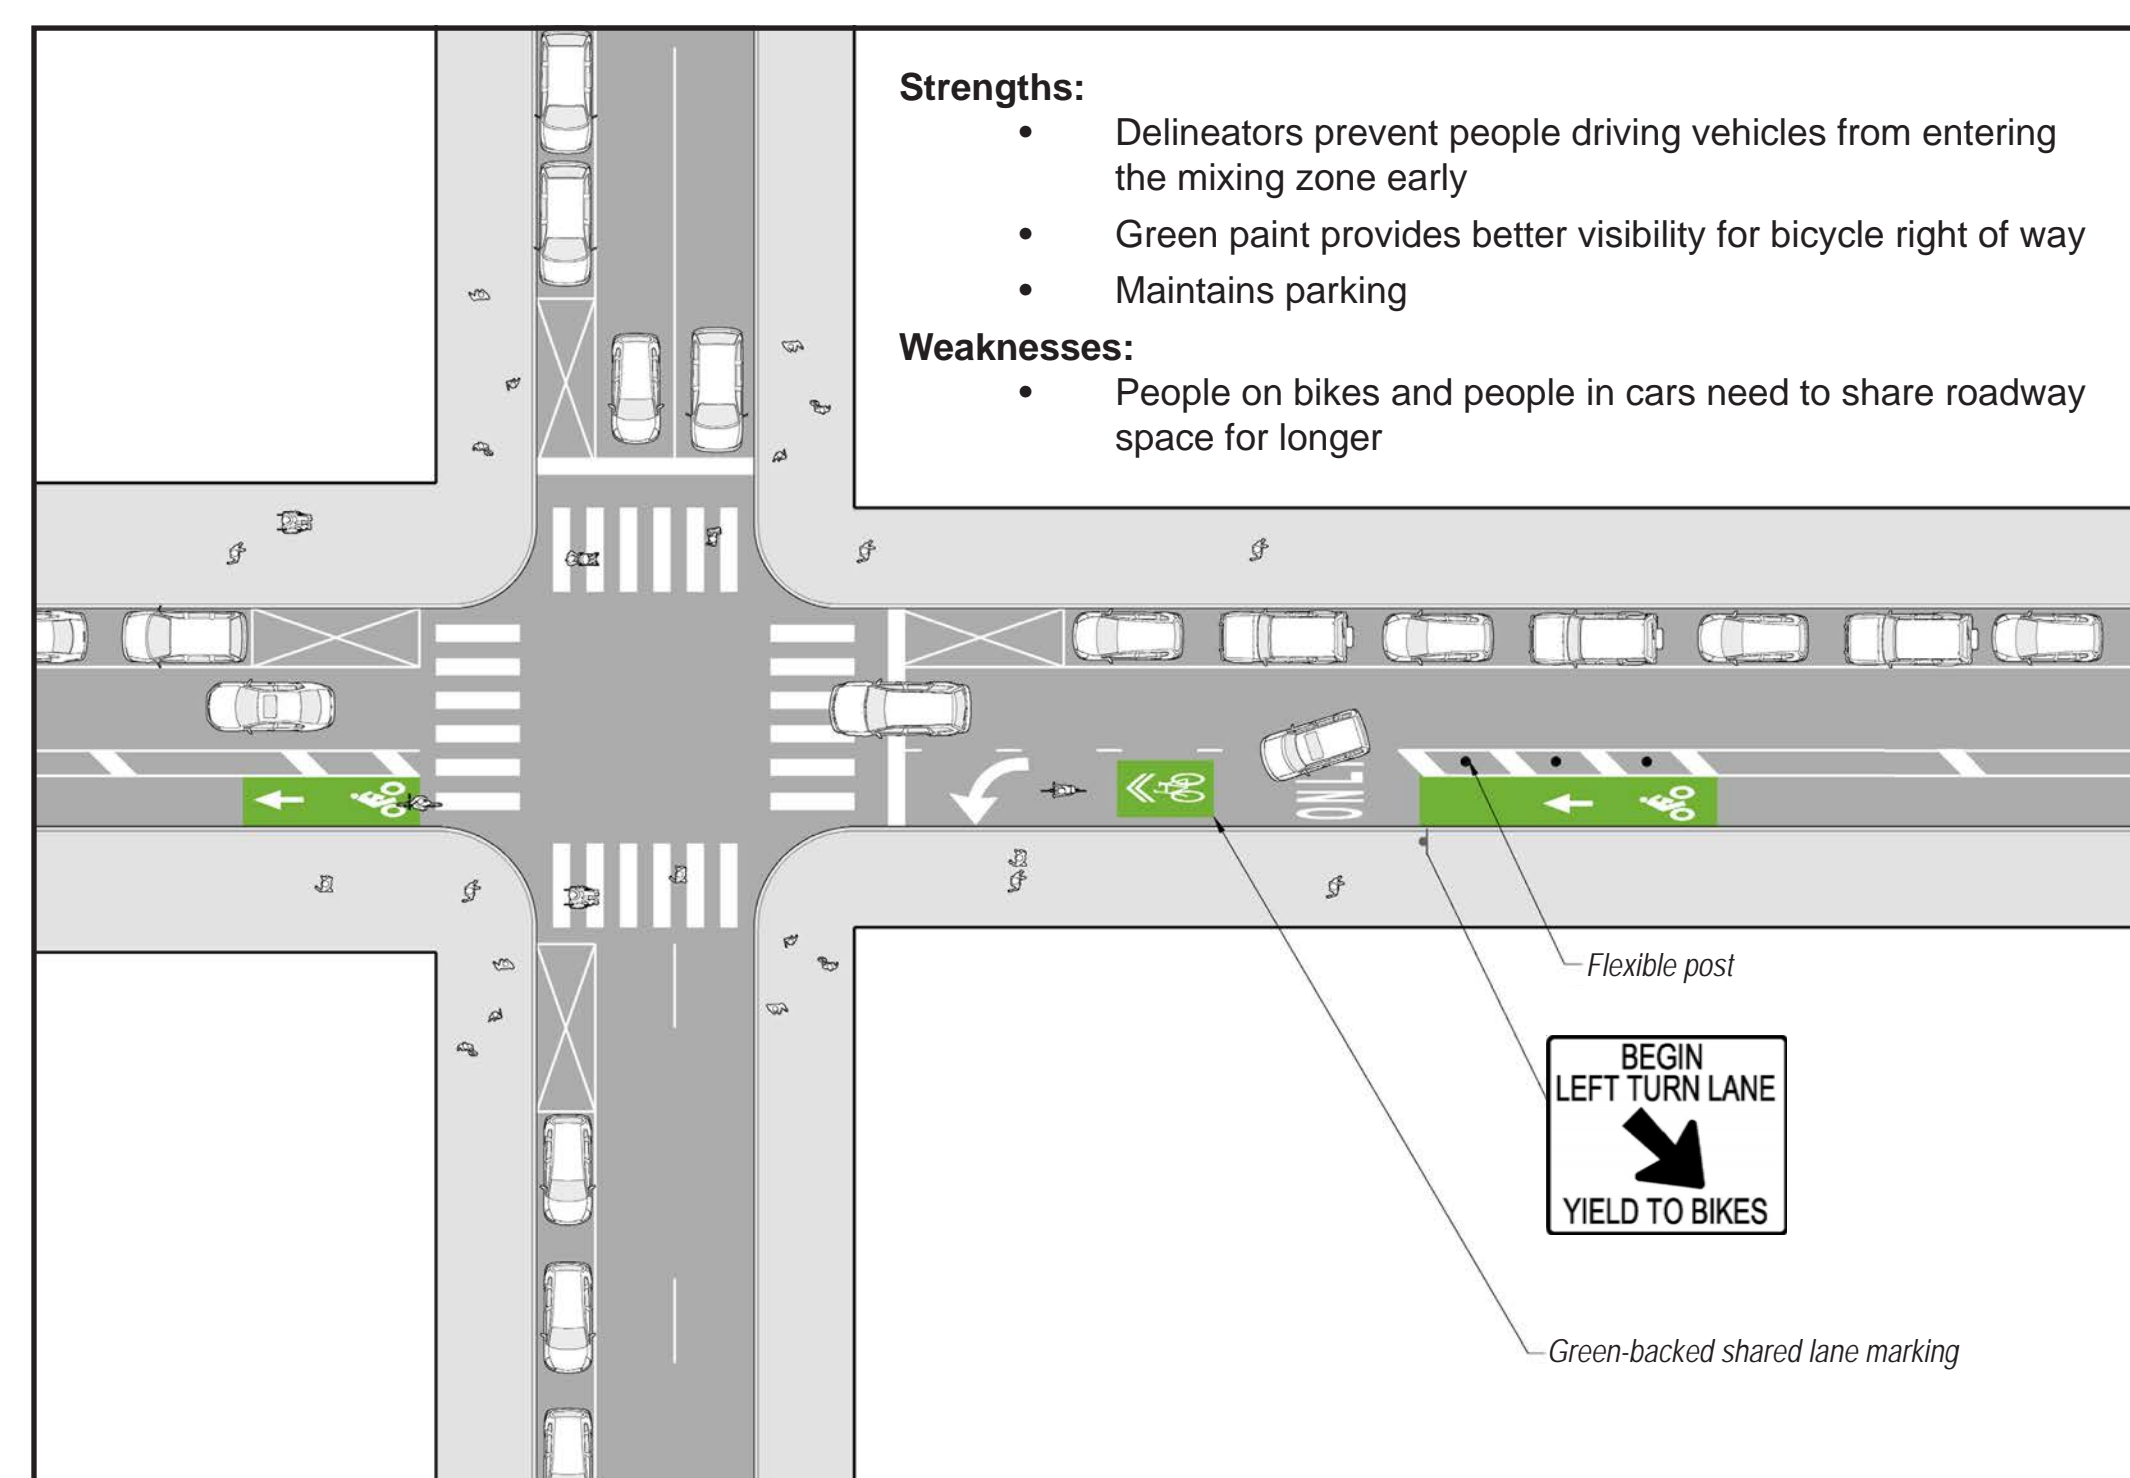 Strengths:
• Delineators prevent people driving vehicles from entering
the mixing zone early
• Green paint provides better visibility for bicycle right of way
• Maintains parking
Weaknesses:
• People on bikes and people in cars need to share roadway
space for longer
ONLY
Flexible post
BEGIN
LEFT TURN LANE
YIELD TO BIKES
Green-backed shared lane marking